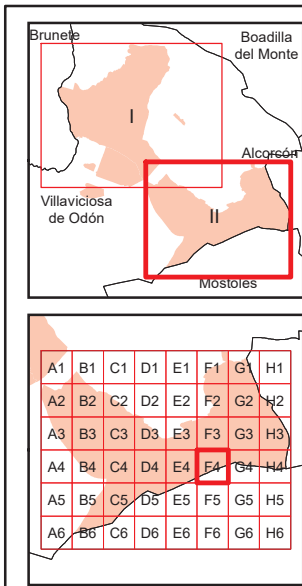 Brunete
Boadilla
del Monte
I
Alcorcón
Villaviciosa
de Odón
II
Móstoles
A1 B1 C1 D1 E1 F1 G1 H1
A2 B2 C2 D2 E2 F2 G2 H2
A3 B3 C3 D3 E3 F3 G3 H3
A4 B4 C4 D4 E4 F4 G4 H4
A5 B5 C5 D5 E5 F5 G5 H5
A6 B6 C6 D6 E6 F6 G6 H6